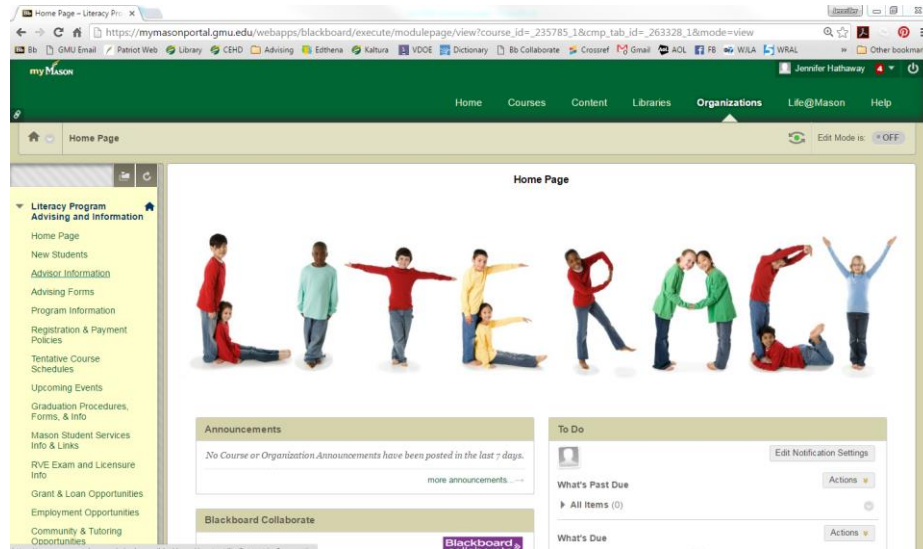 Home Page – Literacy Pro
Jennifer
https://mymasonportal.gmu.edu/webapps/blackboard/execute/modulepage/view?course_id=_235785_1&cmp_tab_id=_263328_1&mode=view
Bb GMU Email Patriot Web Library CEHD Advising Edthena Kaltura VDOE Dictionary Bb Collaborate Crossref Gmail AOL FB WJLA WRAL » Other bookmar
myMASON
Jennifer Hathaway 4
Home Courses Content Libraries Organizations Life@Mason Help
Home Page
Edit Mode is: OFF
Literacy Program
Advising and Information
Home Page
New Students
Advisor Information
Advising Forms
Program Information
Registration & Payment
Policies
Tentative Course
Schedules
Upcoming Events
Graduation Procedures,
Forms, & Info
Mason Student Services
Info & Links
RVE Exam and Licensure
Info
Grant & Loan Opportunities
Employment Opportunities
Community & Tutoring
Opportunities
Home Page
LITERACY
Announcements
No Course or Organization Announcements have been posted in the last 7 days.
more announcements...→
Blackboard Collaborate
Blackboard
To Do
Edit Notification Settings
What's Past Due
Actions
All Items (0)
What's Due
Actions